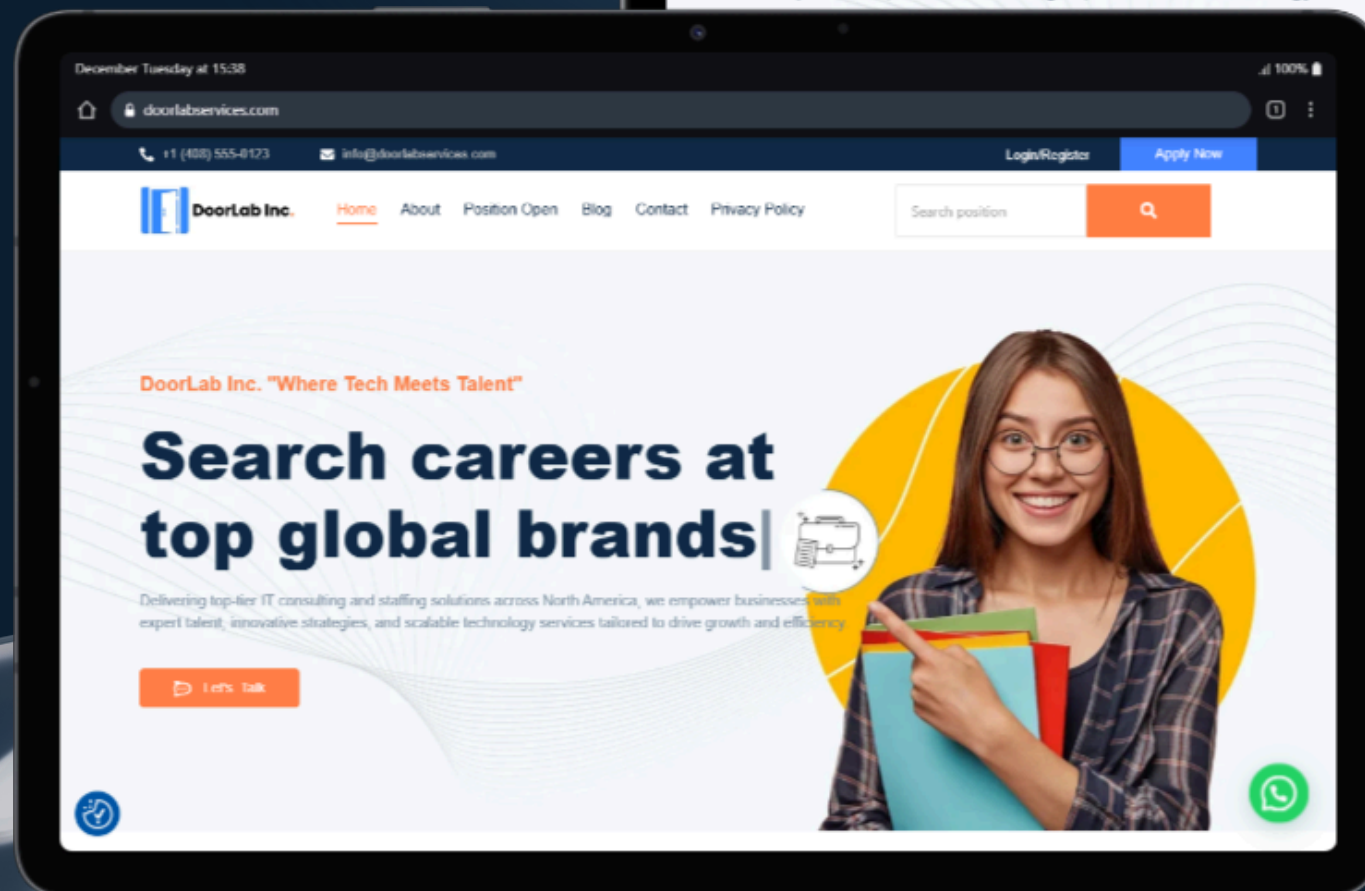 December Tuesday at 15:38
100%
doorlabservices.com
1
+1 (408) 555-0123
info@doorlabservices.com
Login/Register
Apply Now
DoorLab Inc.
Home
About
Position Open
Blog
Contact
Privacy Policy
Search position
DoorLab Inc. "Where Tech Meets Talent"
Search careers at
top global brands|
Delivering top-tier IT consulting and staffing solutions across North America, we empower businesses with
expert talent, innovative strategies, and scalable technology services tailored to drive growth and efficiency.
Let's Talk